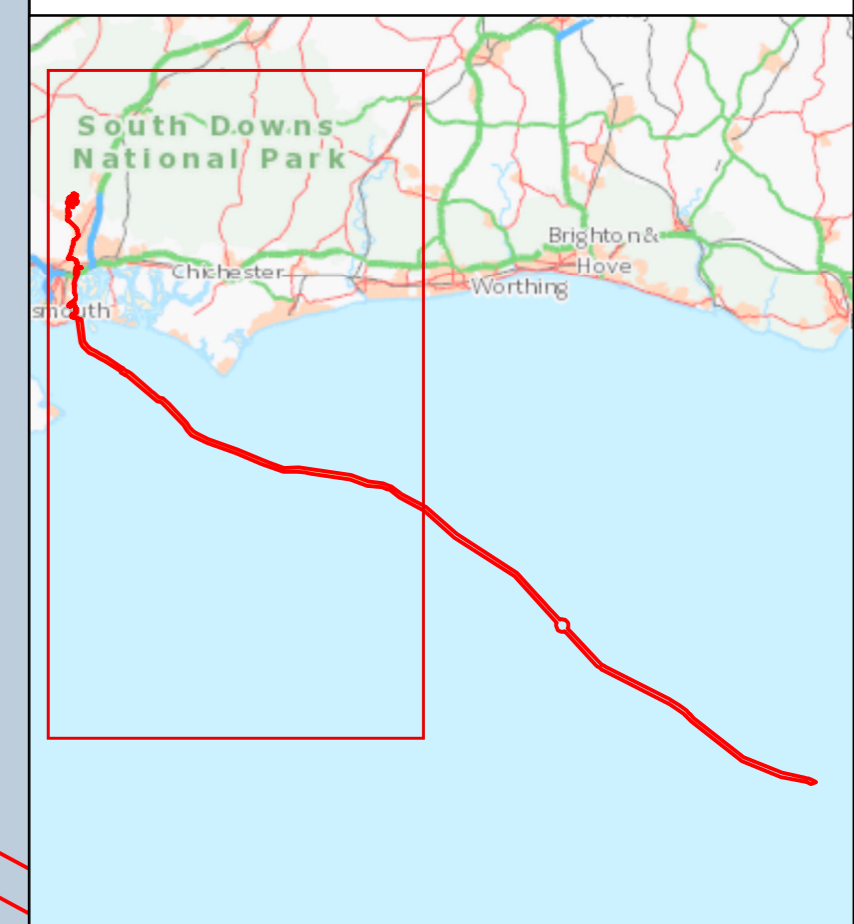 South Downs
National Park
Brighton&
Hove
Chichester
Worthing
smouth